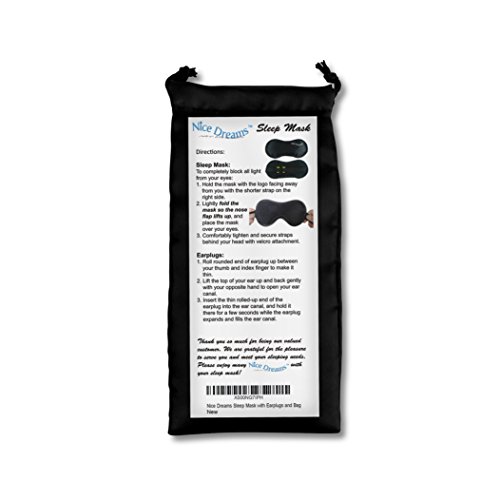 Nice Dreams™ Sleep Mask
Directions:
Sleep Mask:
To completely block all light
from your eyes:
1. Hold the mask with the logo facing away
from you with the shorter strap on the
right side.
2. Lightly fold the
mask so the nose
flap lifts up, and
place the mask
over your eyes.
3. Comfortably tighten and secure straps
behind your head with velcro attachment.
Earplugs:
1. Roll rounded end of earplug up between
your thumb and index finger to make it
thin.
2. Lift the top of your ear up and back gently
with your opposite hand to open your ear
canal.
3. Insert the thin rolled-up end of the
earplug into the ear canal, and hold it
there for a few seconds while the earplug
expands and fills the ear canal.
Thank you so much for being our valued
customer. We are grateful for the pleasure
to serve you and meet your sleeping needs.
Please enjoy many Nice Dreams™ with
your sleep mask!
Nice Dreams Sleep Mask with Earplugs and Bag
New